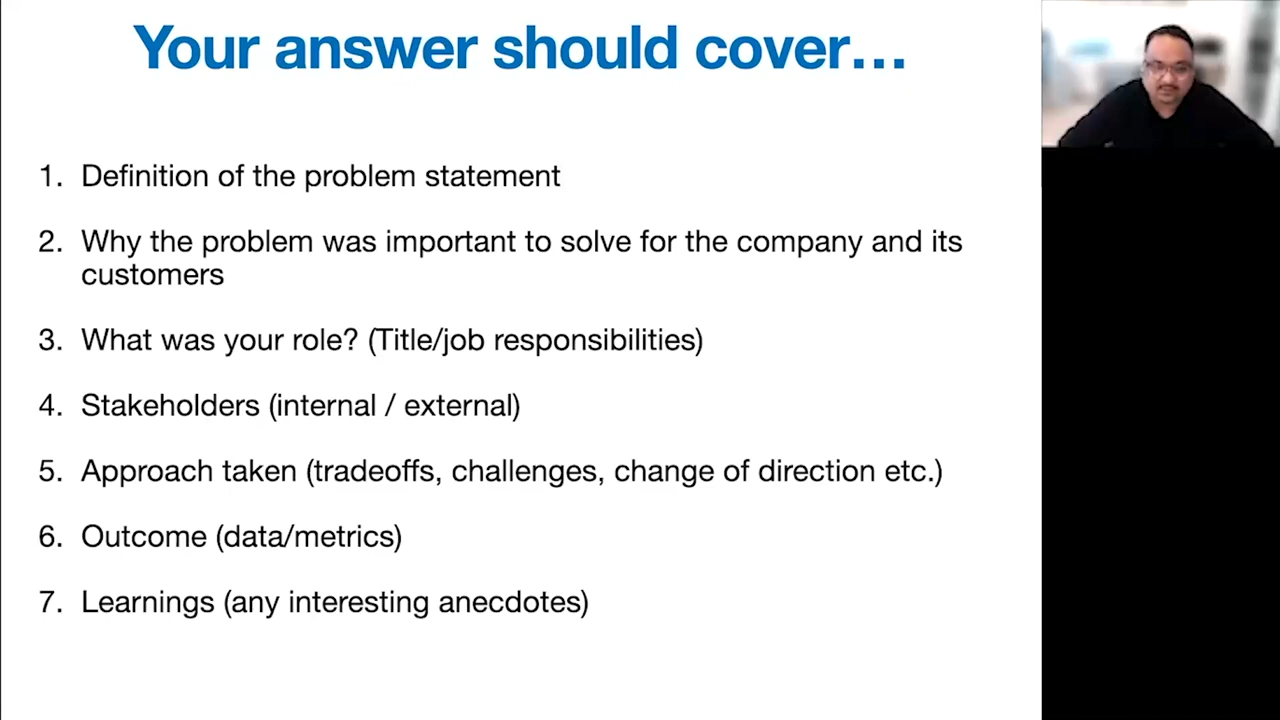 Your answer should cover...
1. Definition of the problem statement
2. Why the problem was important to solve for the company and its
customers
3. What was your role? (Title/job responsibilities)
4. Stakeholders (internal / external)
5. Approach taken (tradeoffs, challenges, change of direction etc.)
6. Outcome (data/metrics)
7. Learnings (any interesting anecdotes)